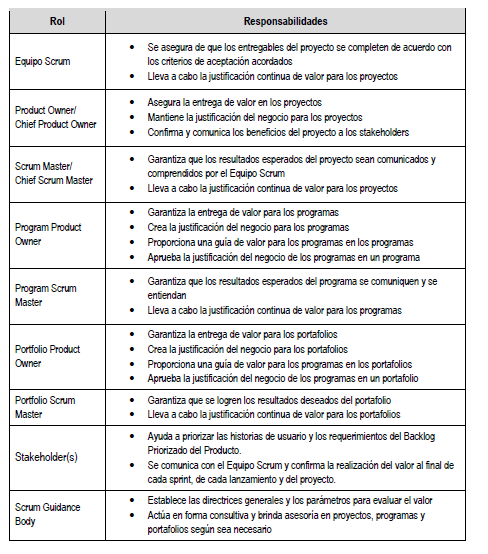 Rol Responsabilidades
Equipo Scrum
• Se asegura de que los entregables del proyecto se completen de acuerdo con
los criterios de aceptación acordados
• Lleva a cabo la justificación continua de valor para los proyectos
Product Owner/
Chief Product Owner
• Asegura la entrega de valor en los proyectos
• Mantiene la justificación del negocio para los proyectos
• Confirma y comunica los beneficios del proyecto a los stakeholders
Scrum Master/
Chief Scrum Master
• Garantiza que los resultados esperados del proyecto sean comunicados y
comprendidos por el Equipo Scrum
• Lleva a cabo la justificación continua de valor para los proyectos
Program Product
Owner
• Garantiza la entrega de valor para los programas
• Crea la justificación del negocio para los programas
• Proporciona una guía de valor para los programas en los programas
• Aprueba la justificación del negocio de los programas en un programa
Program Scrum
Master
• Garantiza que los resultados esperados del programa se comuniquen y se
entiendan
• Lleva a cabo la justificación continua de valor para los programas
Portfolio Product
Owner
• Garantiza la entrega de valor para los portafolios
• Crea la justificación del negocio para los portafolios
• Proporciona una guía de valor para los programas en los portafolios
• Aprueba la justificación del negocio de los programas en un portafolio
Portfolio Scrum
Master
• Garantiza que se logren los resultados deseados del portafolio
• Lleva a cabo la justificación continua de valor para los portafolios
Stakeholder(s)
• Ayuda a priorizar las historias de usuario y los requerimientos del Backlog
Priorizado del Producto.
• Se comunica con el Equipo Scrum y confirma la realización del valor al final de
cada sprint, de cada lanzamiento y del proyecto.
Scrum Guidance
Body
• Establece las directrices generales y los parámetros para evaluar el valor
• Actúa en forma consultiva y brinda asesoría en proyectos, programas y
portafolios según sea necesario